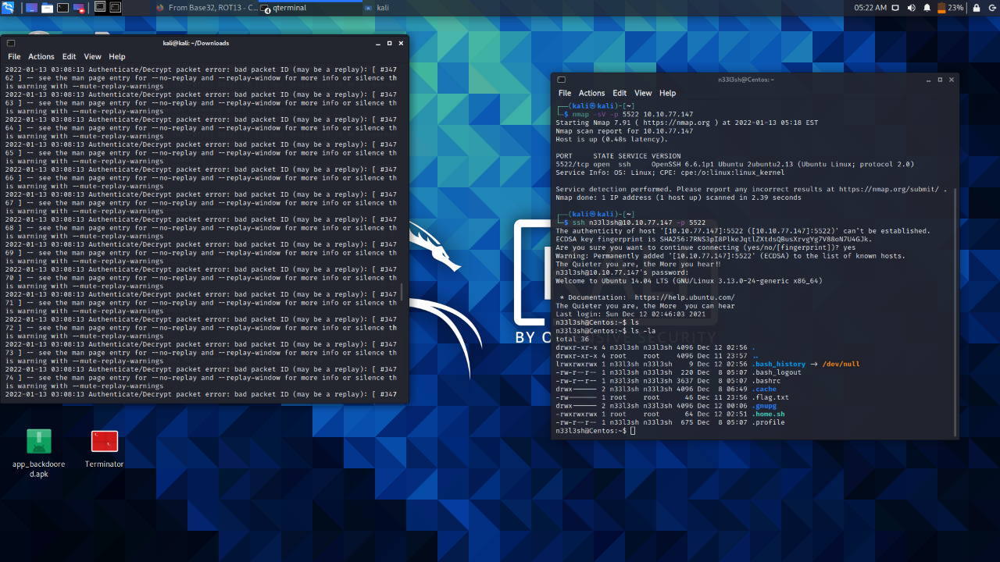 From Base32, ROT13 - C...
qterminal
kali
05:22 AM
23%
kali@kali: ~/Downloads
File Actions Edit View Help
2022-01-13 03:08:13 Authenticate/Decrypt packet error: bad packet ID (may be a replay): [ #347
62 ] -- see the man page entry for --no-replay and --replay-window for more info or silence th
is warning with --mute-replay-warnings
2022-01-13 03:08:13 Authenticate/Decrypt packet error: bad packet ID (may be a replay): [ #347
63 ] -- see the man page entry for --no-replay and --replay-window for more info or silence th
is warning with --mute-replay-warnings
2022-01-13 03:08:13 Authenticate/Decrypt packet error: bad packet ID (may be a replay): [ #347
64 ] -- see the man page entry for --no-replay and --replay-window for more info or silence th
is warning with --mute-replay-warnings
2022-01-13 03:08:13 Authenticate/Decrypt packet error: bad packet ID (may be a replay): [ #347
65 ] -- see the man page entry for --no-replay and --replay-window for more info or silence th
is warning with --mute-replay-warnings
2022-01-13 03:08:13 Authenticate/Decrypt packet error: bad packet ID (may be a replay): [ #347
66 ] -- see the man page entry for --no-replay and --replay-window for more info or silence th
is warning with --mute-replay-warnings
2022-01-13 03:08:13 Authenticate/Decrypt packet error: bad packet ID (may be a replay): [ #347
67 ] -- see the man page entry for --no-replay and --replay-window for more info or silence th
is warning with --mute-replay-warnings
2022-01-13 03:08:13 Authenticate/Decrypt packet error: bad packet ID (may be a replay): [ #347
68 ] -- see the man page entry for --no-replay and --replay-window for more info or silence th
is warning with --mute-replay-warnings
2022-01-13 03:08:13 Authenticate/Decrypt packet error: bad packet ID (may be a replay): [ #347
69 ] -- see the man page entry for --no-replay and --replay-window for more info or silence th
is warning with --mute-replay-warnings
2022-01-13 03:08:13 Authenticate/Decrypt packet error: bad packet ID (may be a replay): [ #347
70 ] -- see the man page entry for --no-replay and --replay-window for more info or silence th
is warning with --mute-replay-warnings
2022-01-13 03:08:13 Authenticate/Decrypt packet error: bad packet ID (may be a replay): [ #347
71 ] -- see the man page entry for --no-replay and --replay-window for more info or silence th
is warning with --mute-replay-warnings
2022-01-13 03:08:13 Authenticate/Decrypt packet error: bad packet ID (may be a replay): [ #347
72 ] -- see the man page entry for --no-replay and --replay-window for more info or silence th
is warning with --mute-replay-warnings
2022-01-13 03:08:13 Authenticate/Decrypt packet error: bad packet ID (may be a replay): [ #347
73 ] -- see the man page entry for --no-replay and --replay-window for more info or silence th
is warning with --mute-replay-warnings
2022-01-13 03:08:13 Authenticate/Decrypt packet error: bad packet ID (may be a replay): [ #347
74 ] -- see the man page entry for --no-replay and --replay-window for more info or silence th
is warning with --mute-replay-warnings
2022-01-13 03:08:13 Authenticate/Decrypt packet error: bad packet ID (may be a replay): [ #347
n33l3sh@Centos: ~
File Actions Edit View Help
┌──(kali㉿kali)-[~]
└─$ nmap -sV -p 5522 10.10.77.147
Starting Nmap 7.91 ( https://nmap.org ) at 2022-01-13 05:18 EST
Nmap scan report for 10.10.77.147
Host is up (0.48s latency).
PORT     STATE SERVICE VERSION
5522/tcp open  ssh     OpenSSH 6.6.1p1 Ubuntu 2ubuntu2.13 (Ubuntu Linux; protocol 2.0)
Service Info: OS: Linux; CPE: cpe:/o:linux:linux_kernel
Service detection performed. Please report any incorrect results at https://nmap.org/submit/ .
Nmap done: 1 IP address (1 host up) scanned in 2.39 seconds
┌──(kali㉿kali)-[~]
└─$ ssh n33l3sh@10.10.77.147 -p 5522
The authenticity of host '[10.10.77.147]:5522 ([10.10.77.147]:5522)' can't be established.
ECDSA key fingerprint is SHA256:7RNS3pI8PlkeJqtlZXtdsQBusXrvgYg7V88oN7U4GJk.
Are you sure you want to continue connecting (yes/no/[fingerprint])? yes
Warning: Permanently added '[10.10.77.147]:5522' (ECDSA) to the list of known hosts.
The Quieter you are, the More you hear!!
n33l3sh@10.10.77.147's password:
Welcome to Ubuntu 14.04 LTS (GNU/Linux 3.13.0-24-generic x86_64)
* Documentation:  https://help.ubuntu.com/
The Quieter you are, the More  you can hear
Last login: Sun Dec 12 02:46:03 2021
n33l3sh@Centos:~$ ls
n33l3sh@Centos:~$ ls -la
total 36
drwxr-xr-x 4 n33l3sh n33l3sh 4096 Dec 12 02:56 .
drwxr-xr-x 4 root    root    4096 Dec 11 23:57 ..
lrwxrwxrwx 1 n33l3sh n33l3sh    9 Dec 12 02:56 .bash_history -> /dev/null
-rw-r--r-- 1 n33l3sh n33l3sh  220 Dec  8 05:07 .bash_logout
-rw-r--r-- 1 n33l3sh n33l3sh 3637 Dec  8 05:07 .bashrc
drwx------ 2 n33l3sh n33l3sh 4096 Dec  8 06:49 .cache
-rw------- 1 root    root      46 Dec 11 23:56 .flag.txt
drwx------ 2 n33l3sh n33l3sh 4096 Dec 12 00:06 .gnupg
-rwxrwxrwx 1 root    root      64 Dec 12 02:51 .home.sh
-rw-r--r-- 1 n33l3sh n33l3sh  675 Dec  8 05:07 .profile
n33l3sh@Centos:~$
BY OFFENSIVE SECURITY
app_backdoore
d.apk
Terminator